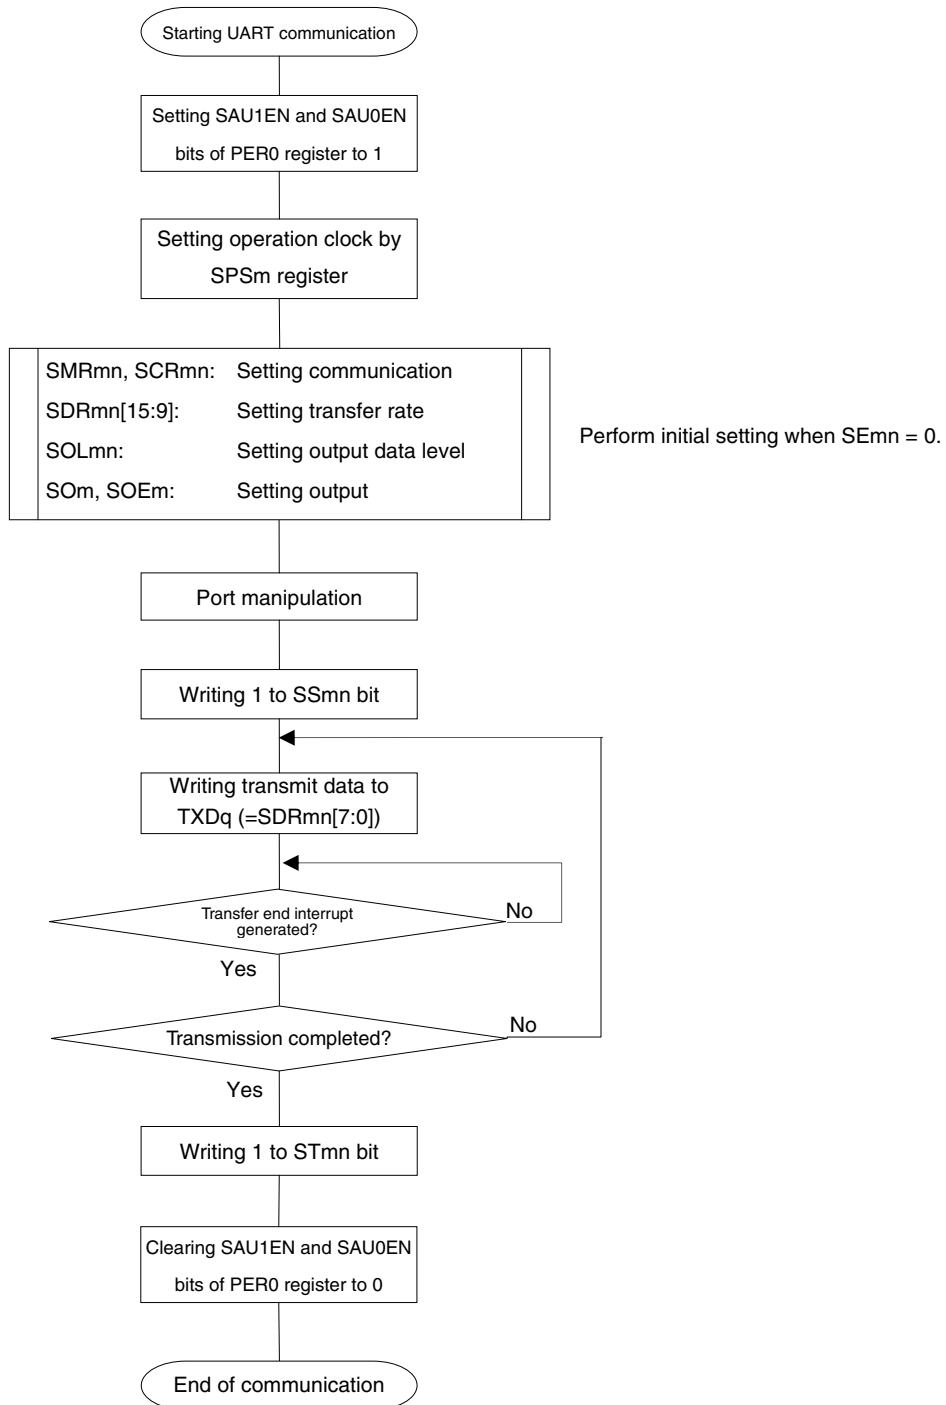 Starting UART communication
Setting SAU1EN and SAU0EN
bits of PER0 register to 1
Setting operation clock by
SPSm register
SMRmn, SCRmn: Setting communication
SDRmn[15:9]: Setting transfer rate
SOLmn: Setting output data level
SOm, SOEm: Setting output
Perform initial setting when SEmn = 0.
Port manipulation
Writing 1 to SSmn bit
Writing transmit data to
TXDq (=SDRmn[7:0])
Transfer end interrupt
generated?
No
Yes
Transmission completed?
No
Yes
Writing 1 to STmn bit
Clearing SAU1EN and SAU0EN
bits of PER0 register to 0
End of communication